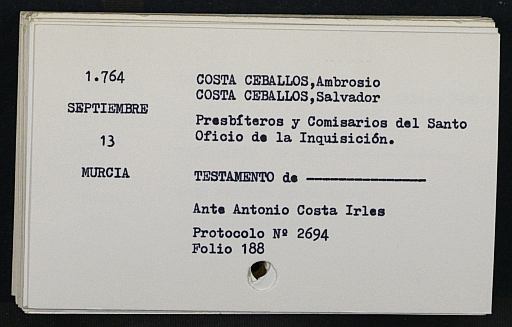 1.764
SEPTIEMBRE
13
MURCIA
COSTA CEBALLOS,Ambrosio
COSTA CEBALLOS,Salvador
Presbíteros y Comisarios del Santo
Oficio de la Inquisición.
TESTAMENTO de ----------------
Ante Antonio Costa Irles
Protocolo Nº 2694
Folio 188